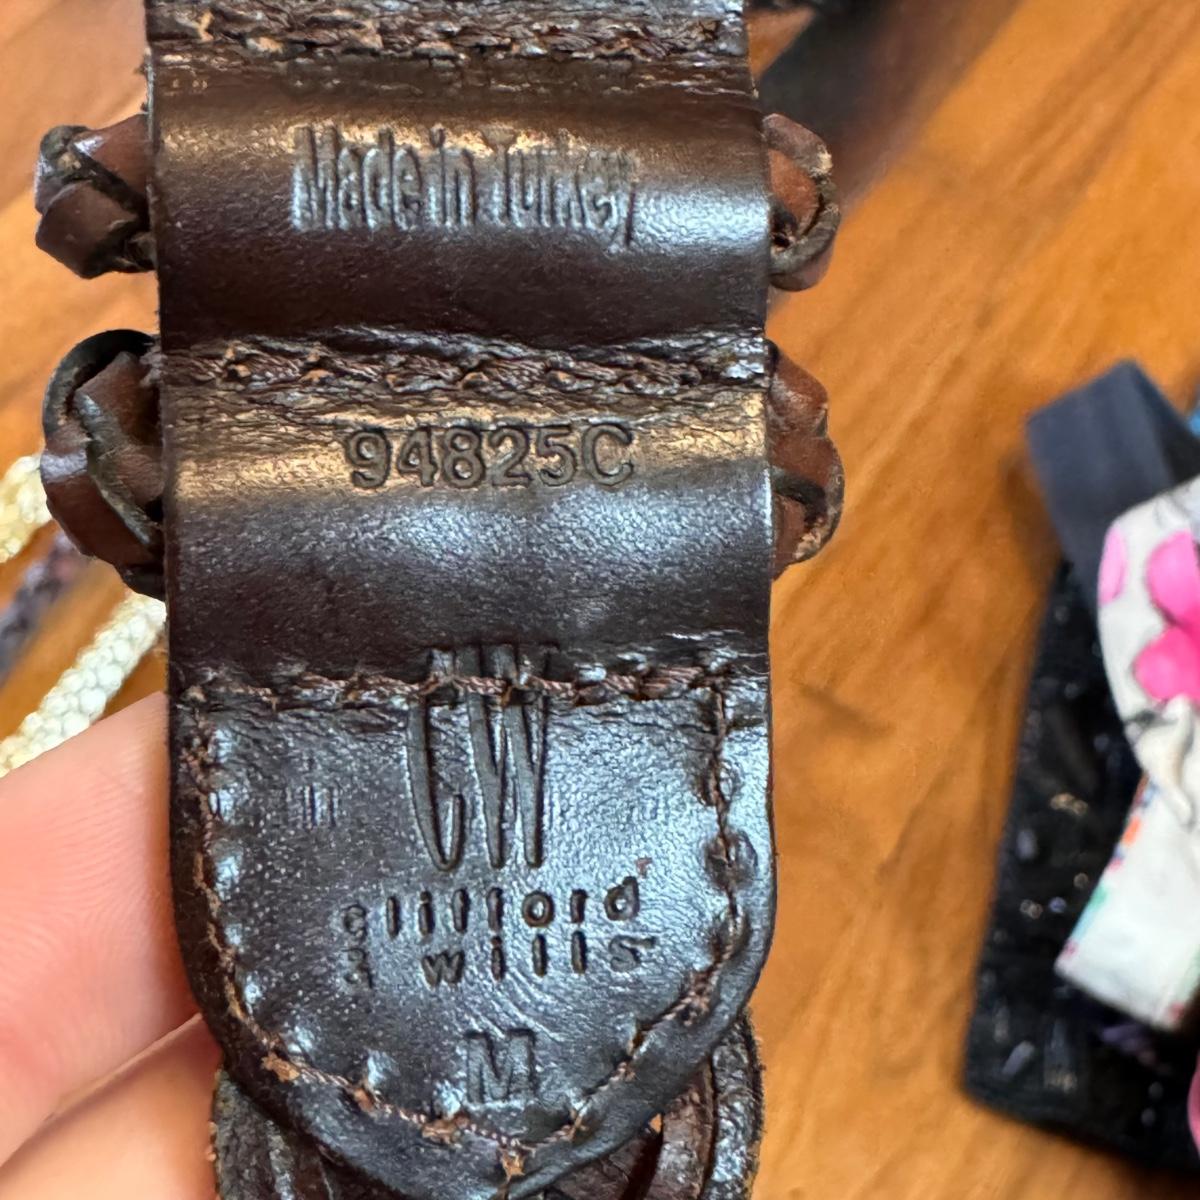 Made in Turkey
94825C
CW
clifford
& wills
M